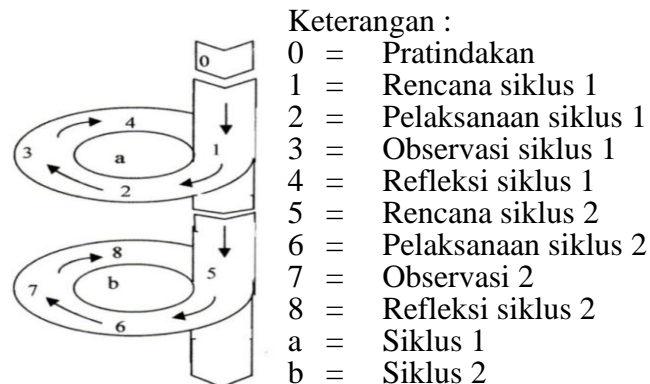 Keterangan :
0 = Pratindakan
1 = Rencana siklus 1
2 = Pelaksanaan siklus 1
3 = Observasi siklus 1
4 = Refleksi siklus 1
5 = Rencana siklus 2
6 = Pelaksanaan siklus 2
7 = Observasi 2
8 = Refleksi siklus 2
a = Siklus 1
b = Siklus 2
0
4
3
a
1
2
8
5
7
b
6